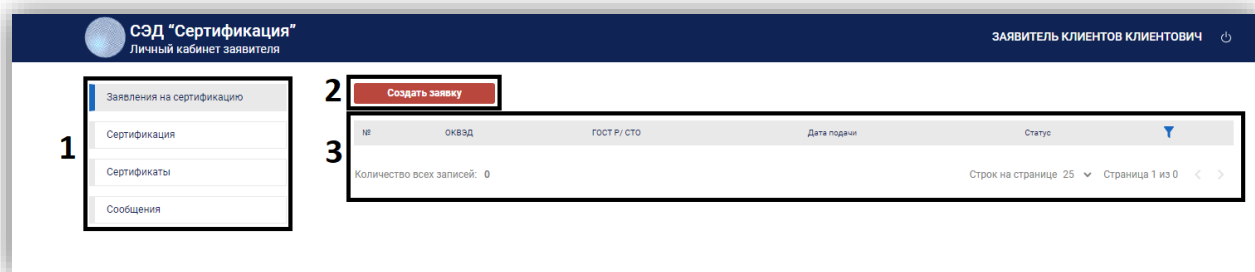 СЭД "Сертификация"
Личный кабинет заявителя
ЗАЯВИТЕЛЬ КЛИЕНТОВ КЛИЕНТОВИЧ
1
Заявления на сертификацию
Сертификация
Сертификаты
Сообщения
2
Создать заявку
3
№ ОКВЭД ГОСТ Р/ СТО Дата подачи Статус
Количество всех записей: 0 Строк на странице 25 Страница 1 из 0